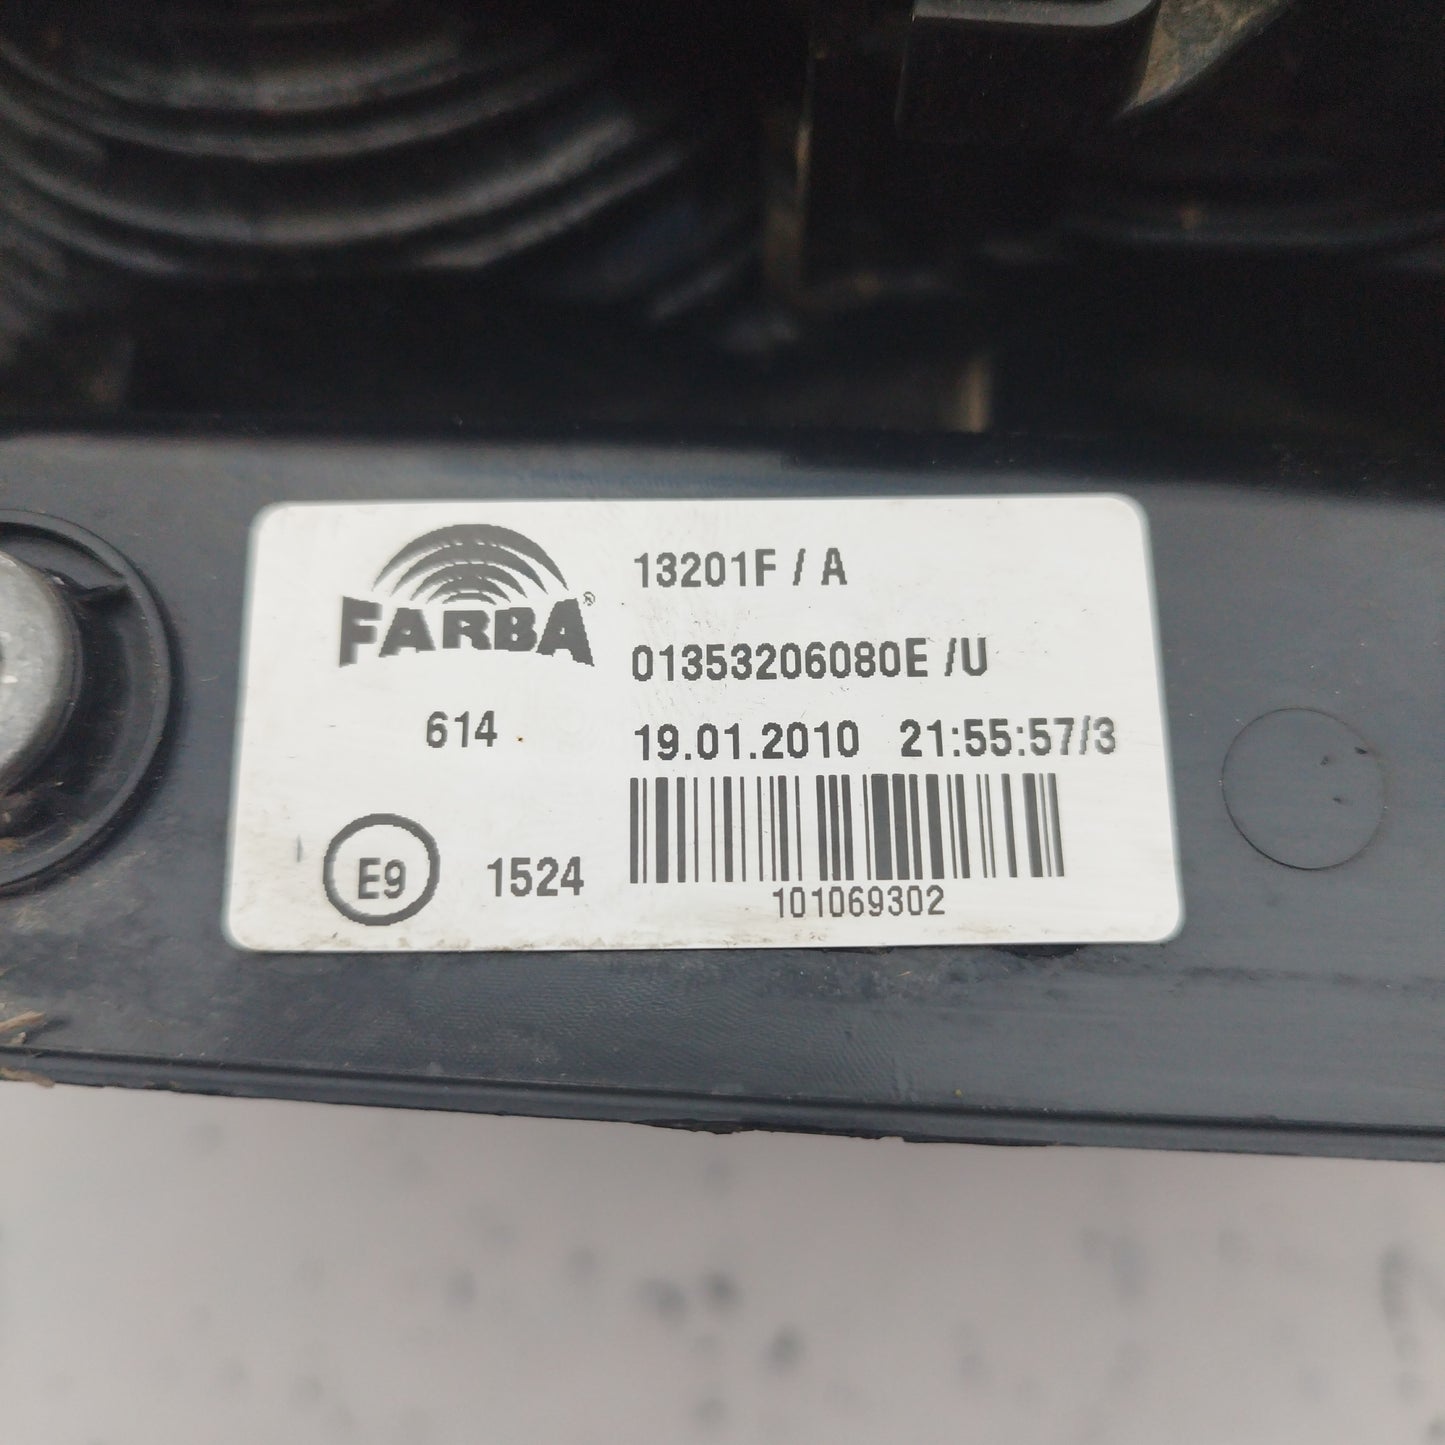 FARBA®
13201F / A
01353206080E /U
614
19.01.2010 21:55:57/3
E9
1524
101069302